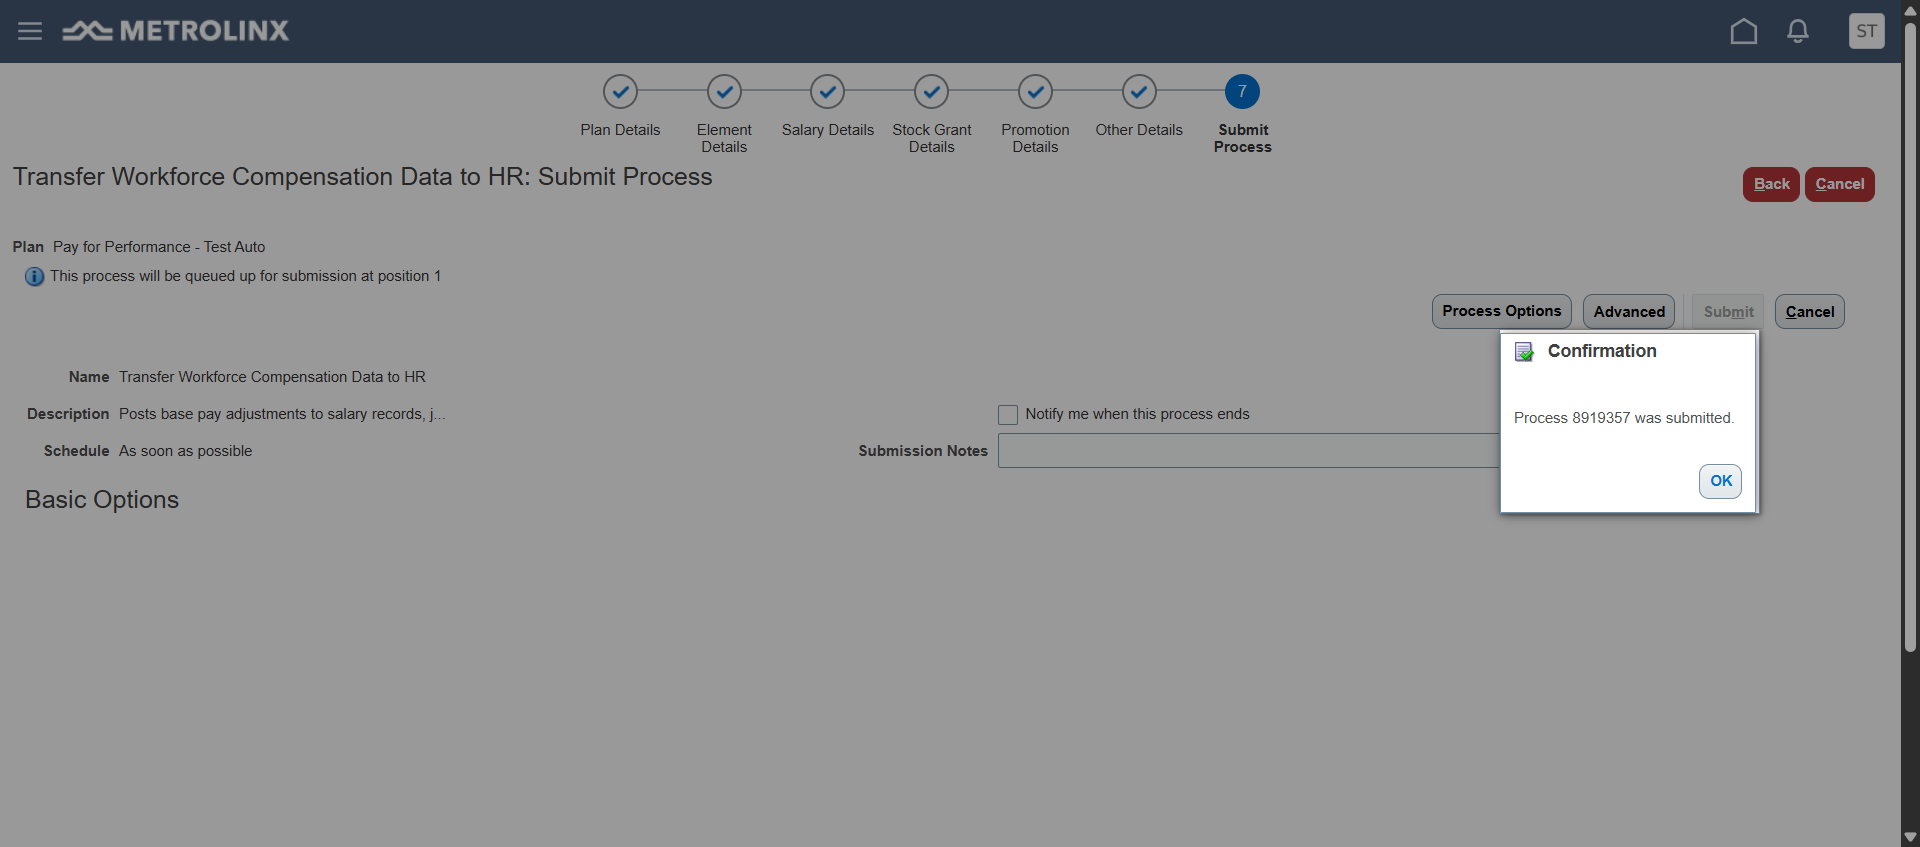 METROLINX
ST
7
Plan Details
Element Details
Salary Details
Stock Grant Details
Promotion Details
Other Details
Submit Process
Transfer Workforce Compensation Data to HR: Submit Process
Back
Cancel
Plan Pay for Performance - Test Auto
This process will be queued up for submission at position 1
Process Options
Advanced
Submit
Cancel
Confirmation
Process 8919357 was submitted.
OK
Name Transfer Workforce Compensation Data to HR
Description Posts base pay adjustments to salary records, j...
Notify me when this process ends
Schedule As soon as possible
Submission Notes
Basic Options